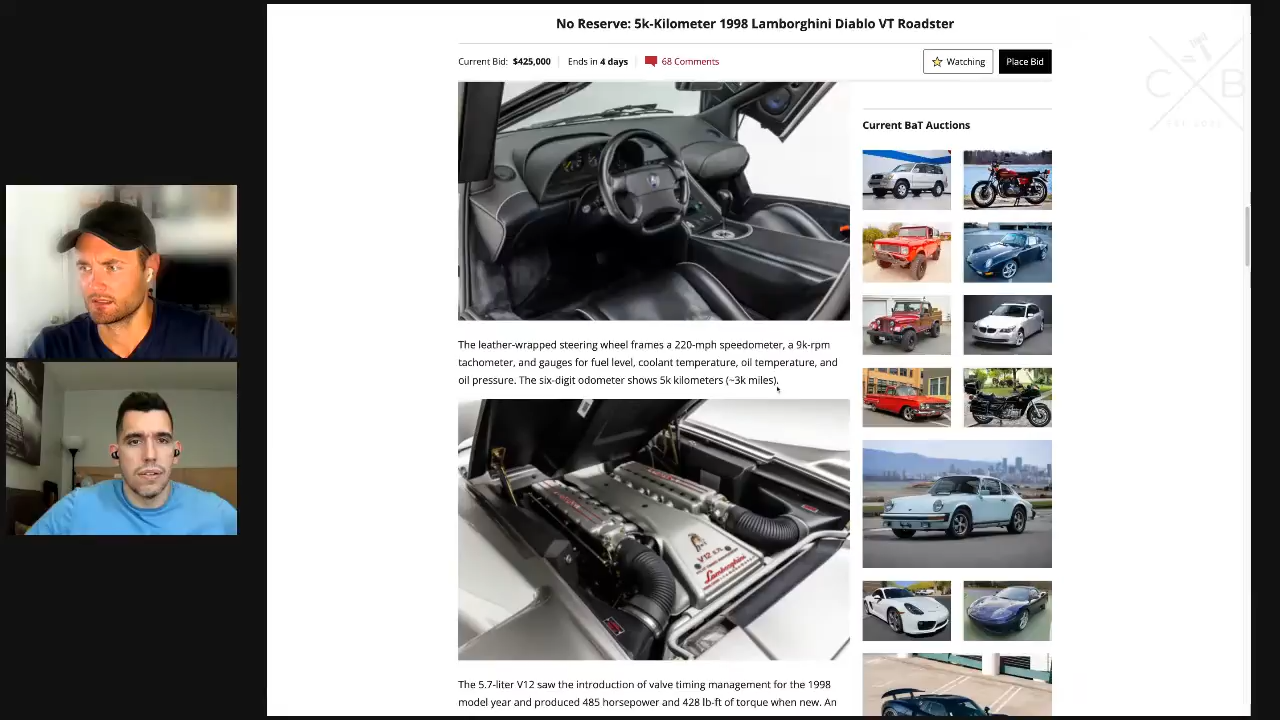 No Reserve: 5k-Kilometer 1998 Lamborghini Diablo VT Roadster
Current Bid: $425,000 Ends in 4 days 68 Comments Watching Place Bid
C B
Current BaT Auctions
The leather-wrapped steering wheel frames a 220-mph speedometer, a 9k-rpm
tachometer, and gauges for fuel level, coolant temperature, oil temperature, and
oil pressure. The six-digit odometer shows 5k kilometers (~3k miles).
V12 5.7L
Lamborghini
The 5.7-liter V12 saw the introduction of valve timing management for the 1998
model year and produced 485 horsepower and 428 lb-ft of torque when new. An